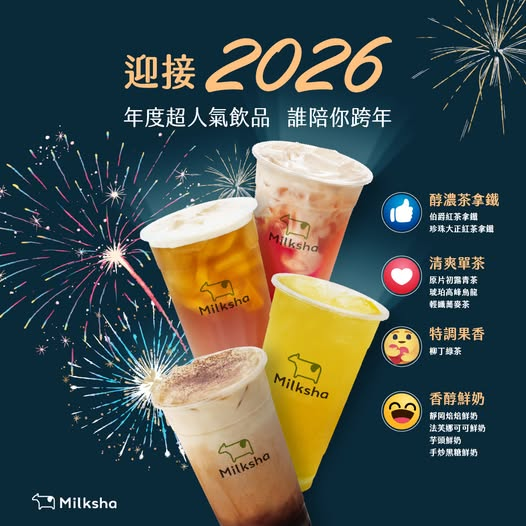 迎接2026
年度超人氣飲品 誰陪你跨年
醇濃茶拿鐵
伯爵紅茶拿鐵
珍珠大正紅茶拿鐵
清爽單茶
原片初露青茶
琥珀高峰烏龍
輕纖蕎麥茶
特調果香
柳丁綠茶
香醇鮮奶
靜岡焙焙鮮奶
法芙娜可可鮮奶
芋頭鮮奶
手炒黑糖鮮奶
Milksha
Milksha
Milksha
Milksha
Milksha